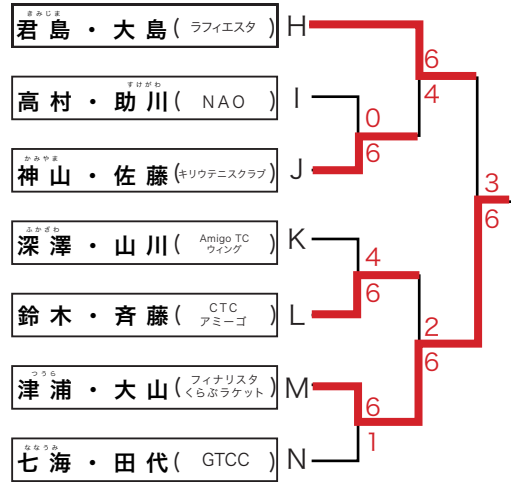 きみじま
君島・大島(ラフィエスタ) H
6
4
すけがわ
高村・助川(NAO) I
0
6
かみやま
神山・佐藤(キリウテニスクラブ) J
3
6
ふかざわ
深澤・山川(Amigo TC
ウィング) K
4
6
鈴木・斉藤(CTC
アミーゴ) L
2
6
つうら
津浦・大山(フィナリスタ
くらぶラケット) M
6
1
ななうみ
七海・田代(GTCC) N